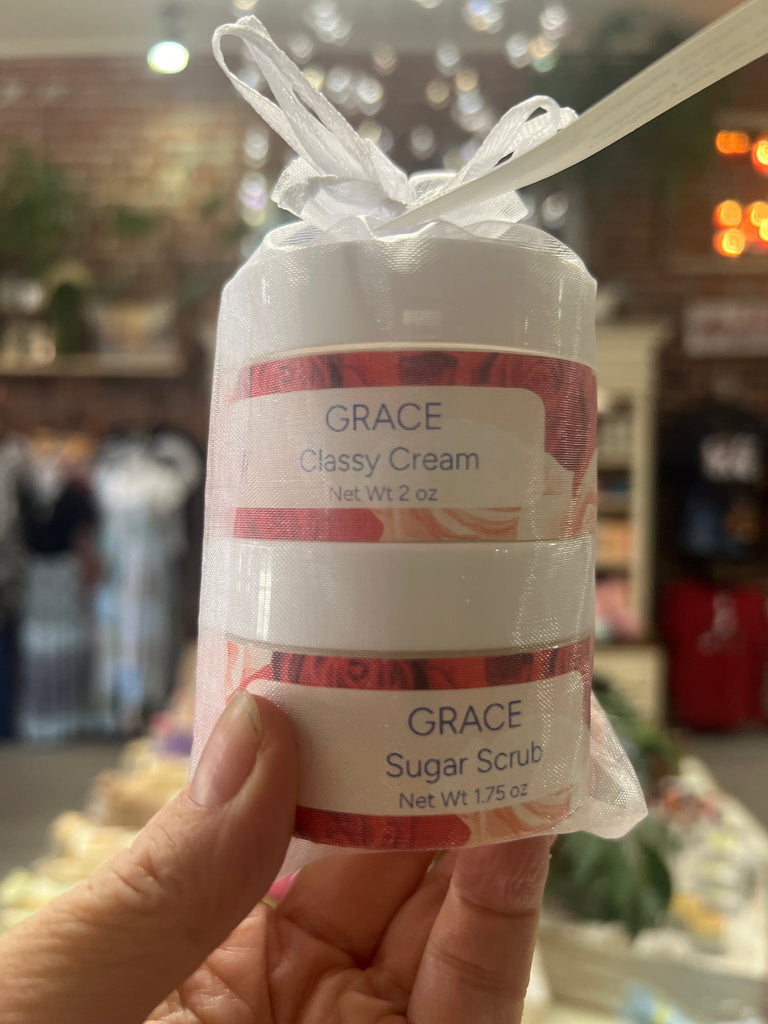 GRACE
Classy Cream
Net Wt 2 oz
GRACE
Sugar Scrub
Net Wt 1.75 oz